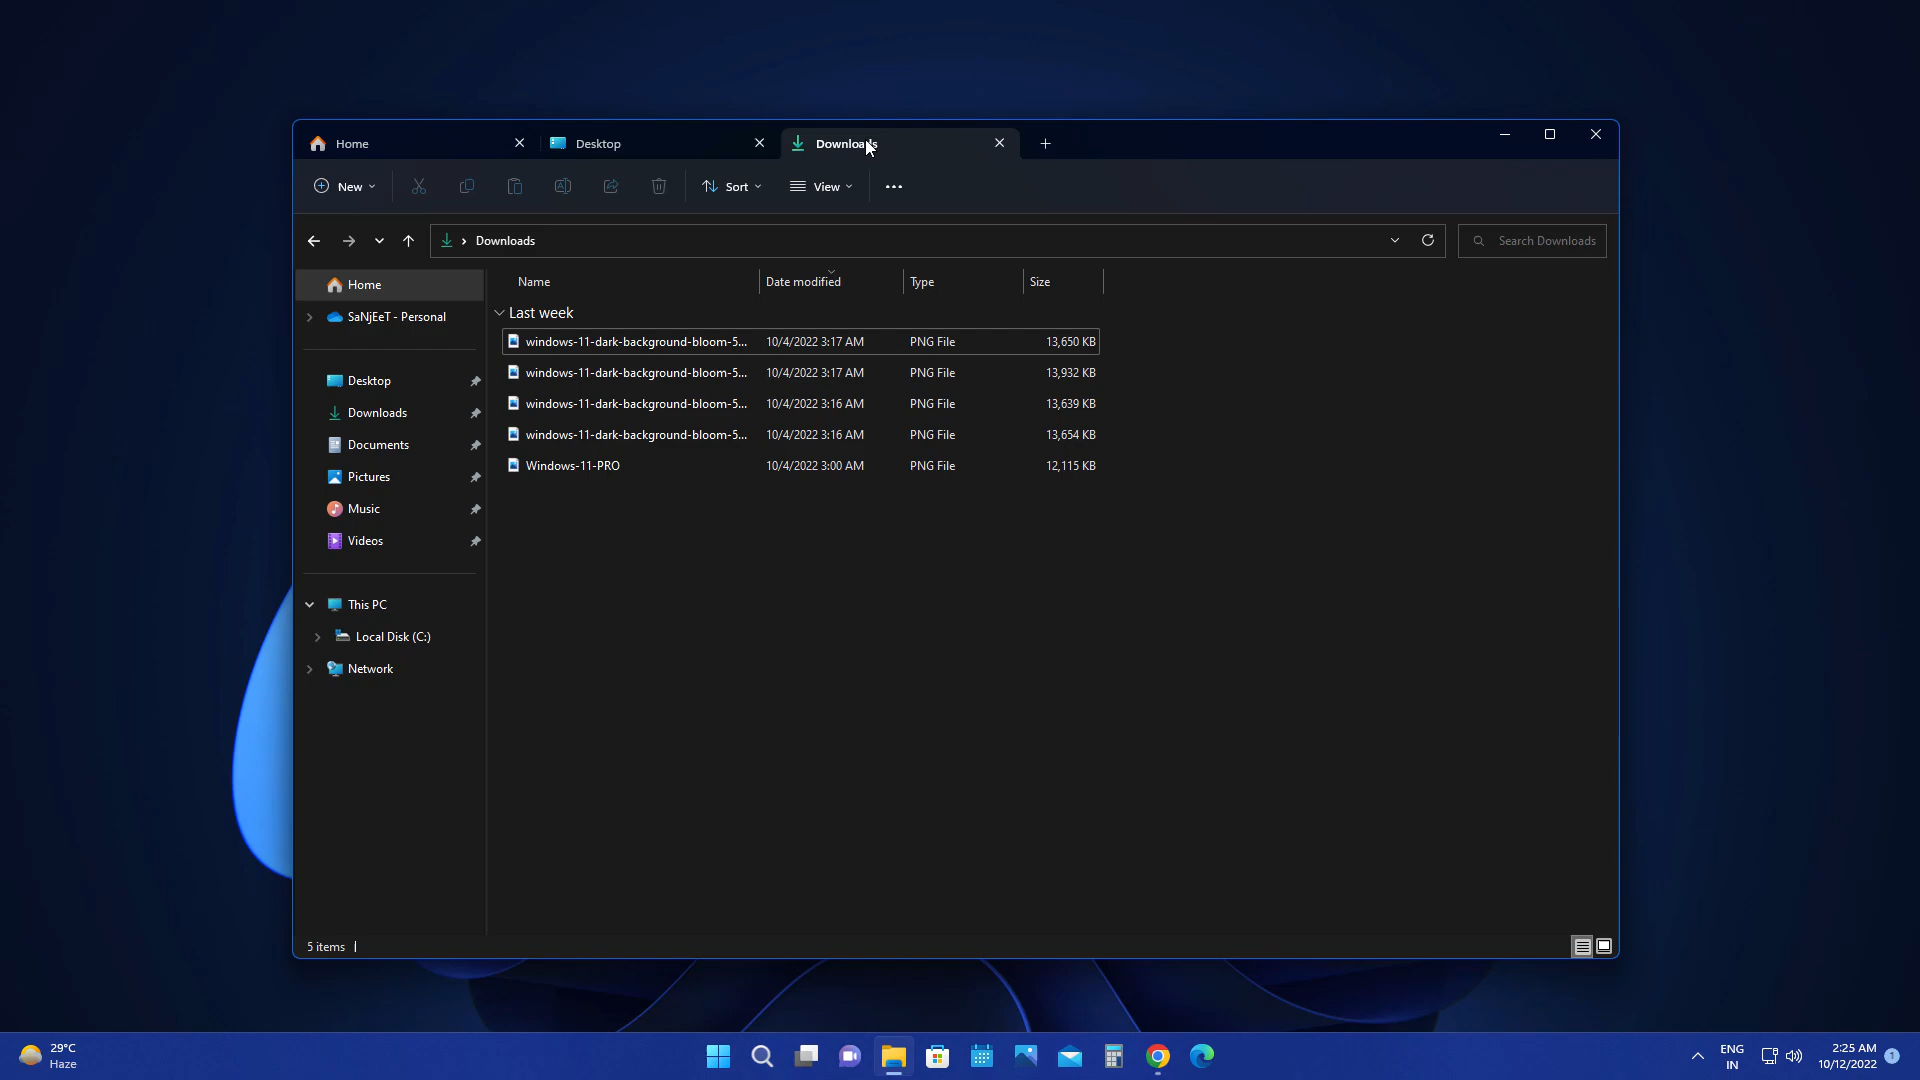 Home
Desktop
Downloads
New
Sort
View
Downloads
Search Downloads
Home
SaNjEeT - Personal
Desktop
Downloads
Documents
Pictures
Music
Videos
This PC
Local Disk (C:)
Network
Name Date modified Type Size
Last week
windows-11-dark-background-bloom-5... 10/4/2022 3:17 AM PNG File 13,650 KB
windows-11-dark-background-bloom-5... 10/4/2022 3:17 AM PNG File 13,932 KB
windows-11-dark-background-bloom-5... 10/4/2022 3:16 AM PNG File 13,639 KB
windows-11-dark-background-bloom-5... 10/4/2022 3:16 AM PNG File 13,654 KB
Windows-11-PRO 10/4/2022 3:00 AM PNG File 12,115 KB
5 items
29°C
Haze
ENG
IN
2:25 AM
10/12/2022
1